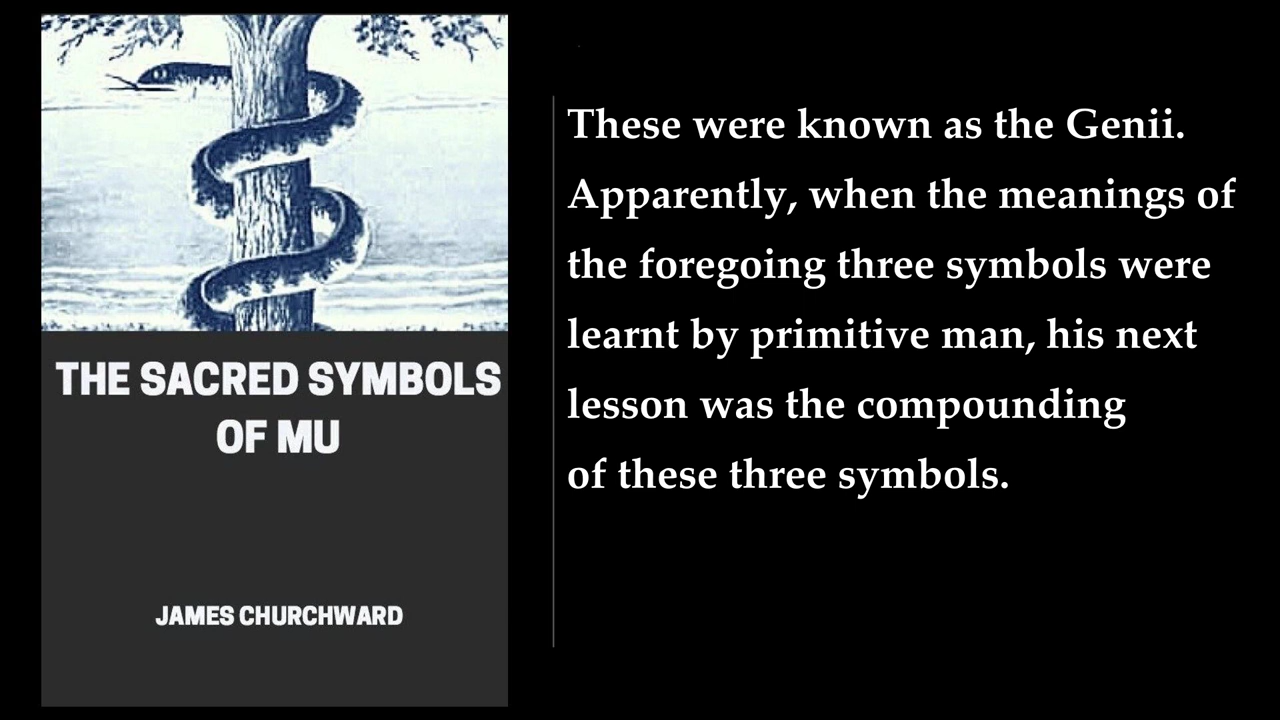 THE SACRED SYMBOLS
OF MU
JAMES CHURCHWARD
These were known as the Genii.
Apparently, when the meanings of
the foregoing three symbols were
learnt by primitive man, his next
lesson was the compounding
of these three symbols.